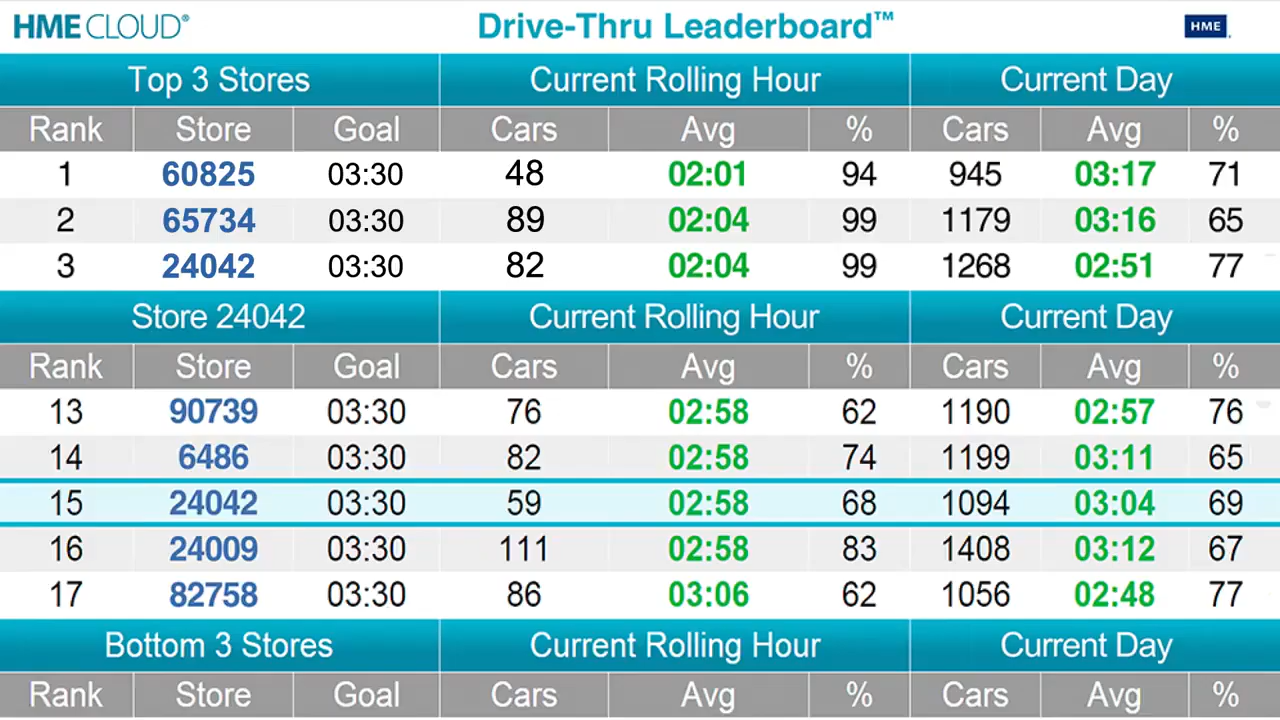 HME CLOUD® Drive-Thru Leaderboard™ HME
Top 3 Stores Current Rolling Hour Current Day
Rank Store Goal Cars Avg % Cars Avg %
1 60825 03:30 48 02:01 94 945 03:17 71
2 65734 03:30 89 02:04 99 1179 03:16 65
3 24042 03:30 82 02:04 99 1268 02:51 77
Store 24042 Current Rolling Hour Current Day
Rank Store Goal Cars Avg % Cars Avg %
13 90739 03:30 76 02:58 62 1190 02:57 76
14 6486 03:30 82 02:58 74 1199 03:11 65
15 24042 03:30 59 02:58 68 1094 03:04 69
16 24009 03:30 111 02:58 83 1408 03:12 67
17 82758 03:30 86 03:06 62 1056 02:48 77
Bottom 3 Stores Current Rolling Hour Current Day
Rank Store Goal Cars Avg % Cars Avg %